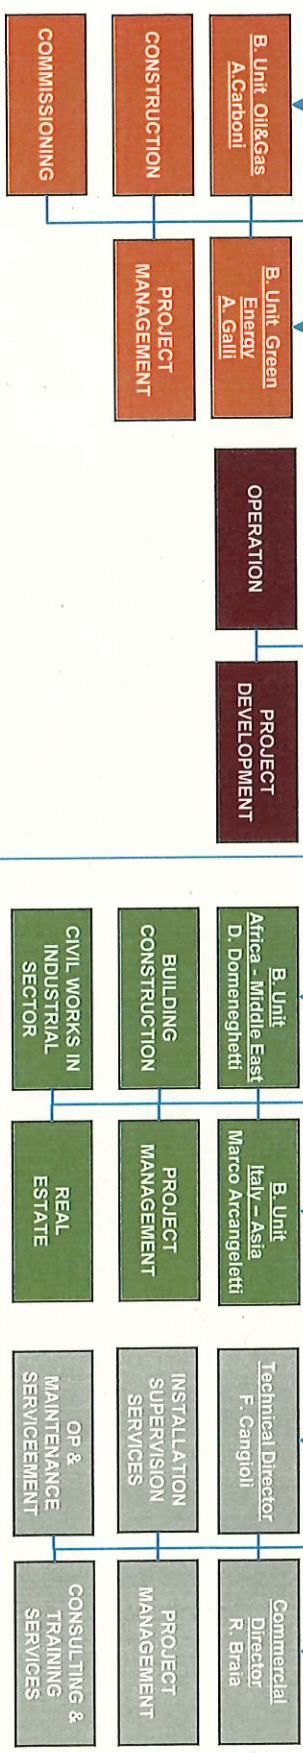 B. Unit Oil&Gas
A.Carboni
B. Unit Green
Energy
A. Galli
CONSTRUCTION
PROJECT
MANAGEMENT
COMMISSIONING
OPERATION
PROJECT
DEVELOPMENT
B. Unit
Africa - Middle East
D. Domeneghetti
B. Unit
Italy – Asia
Marco Arcangeletti
BUILDING
CONSTRUCTION
PROJECT
MANAGEMENT
CIVIL WORKS IN
INDUSTRIAL
SECTOR
REAL
ESTATE
Technical Director
F. Cangioli
Commercial
Director
R. Braia
INSTALLATION
SUPERVISION
SERVICES
PROJECT
MANAGEMENT
OP &
MAINTENANCE
SERVICEEMENT
CONSULTING &
TRAINING
SERVICES